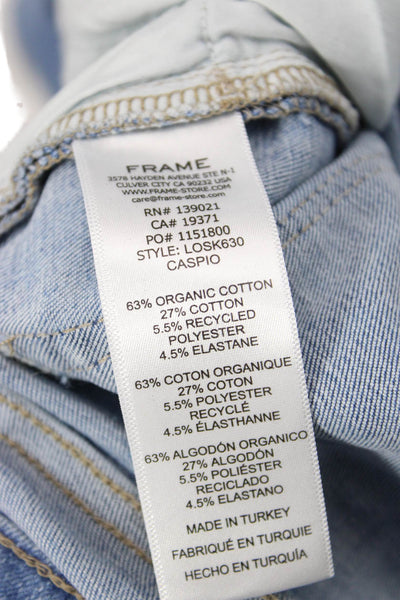 FRAME
3578 HAYDEN AVENUE STE N-1
CULVER CITY CA 90232 USA
WWW.FRAME-STORE.COM
care@frame-store.com
RN# 139021
CA# 19371
PO# 1151800
STYLE: LOSK630
CASPIO
63% ORGANIC COTTON
27% COTTON
5.5% RECYCLED
POLYESTER
4.5% ELASTANE
63% COTON ORGANIQUE
27% COTON
5.5% POLYESTER
RECYCLÉ
4.5% ÉLASTHANNE
63% ALGODÓN ORGANICO
27% ALGODÓN
5.5% POLIÉSTER
RECICLADO
4.5% ELASTANO
MADE IN TURKEY
FABRIQUÉ EN TURQUIE
HECHO EN TURQUÍA